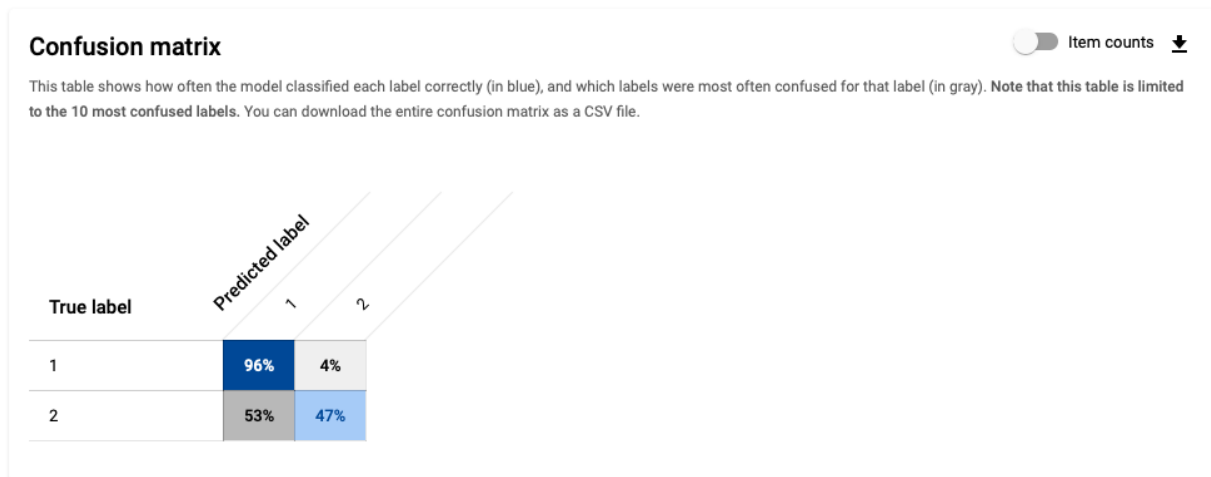 Confusion matrix
Item counts
This table shows how often the model classified each label correctly (in blue), and which labels were most often confused for that label (in gray). Note that this table is limited
to the 10 most confused labels. You can download the entire confusion matrix as a CSV file.
Predicted label
True label 1 2
1 96% 4%
2 53% 47%